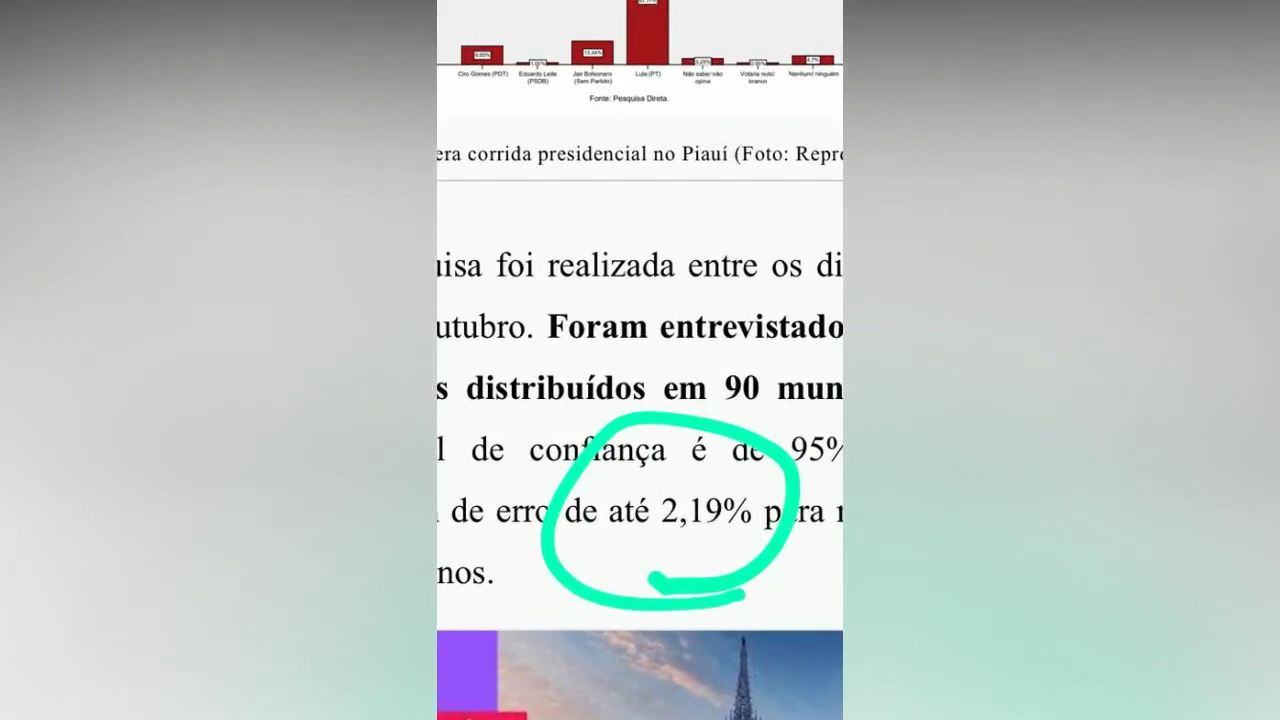 Ciro Gomes (PDT) Eduardo Leite (PSDB) Jair Bolsonaro (Sem Partido) Lula (PT) Não sabe/ não opina Votaria nulo/ branco Nenhum/ ninguém
Fonte: Pesquisa Direta.
era corrida presidencial no Piauí (Foto: Repro
uisa foi realizada entre os di
utubro. Foram entrevistado
s distribuídos em 90 mun
l de confiança é de 95%
de erro de até 2,19% para r
nos.